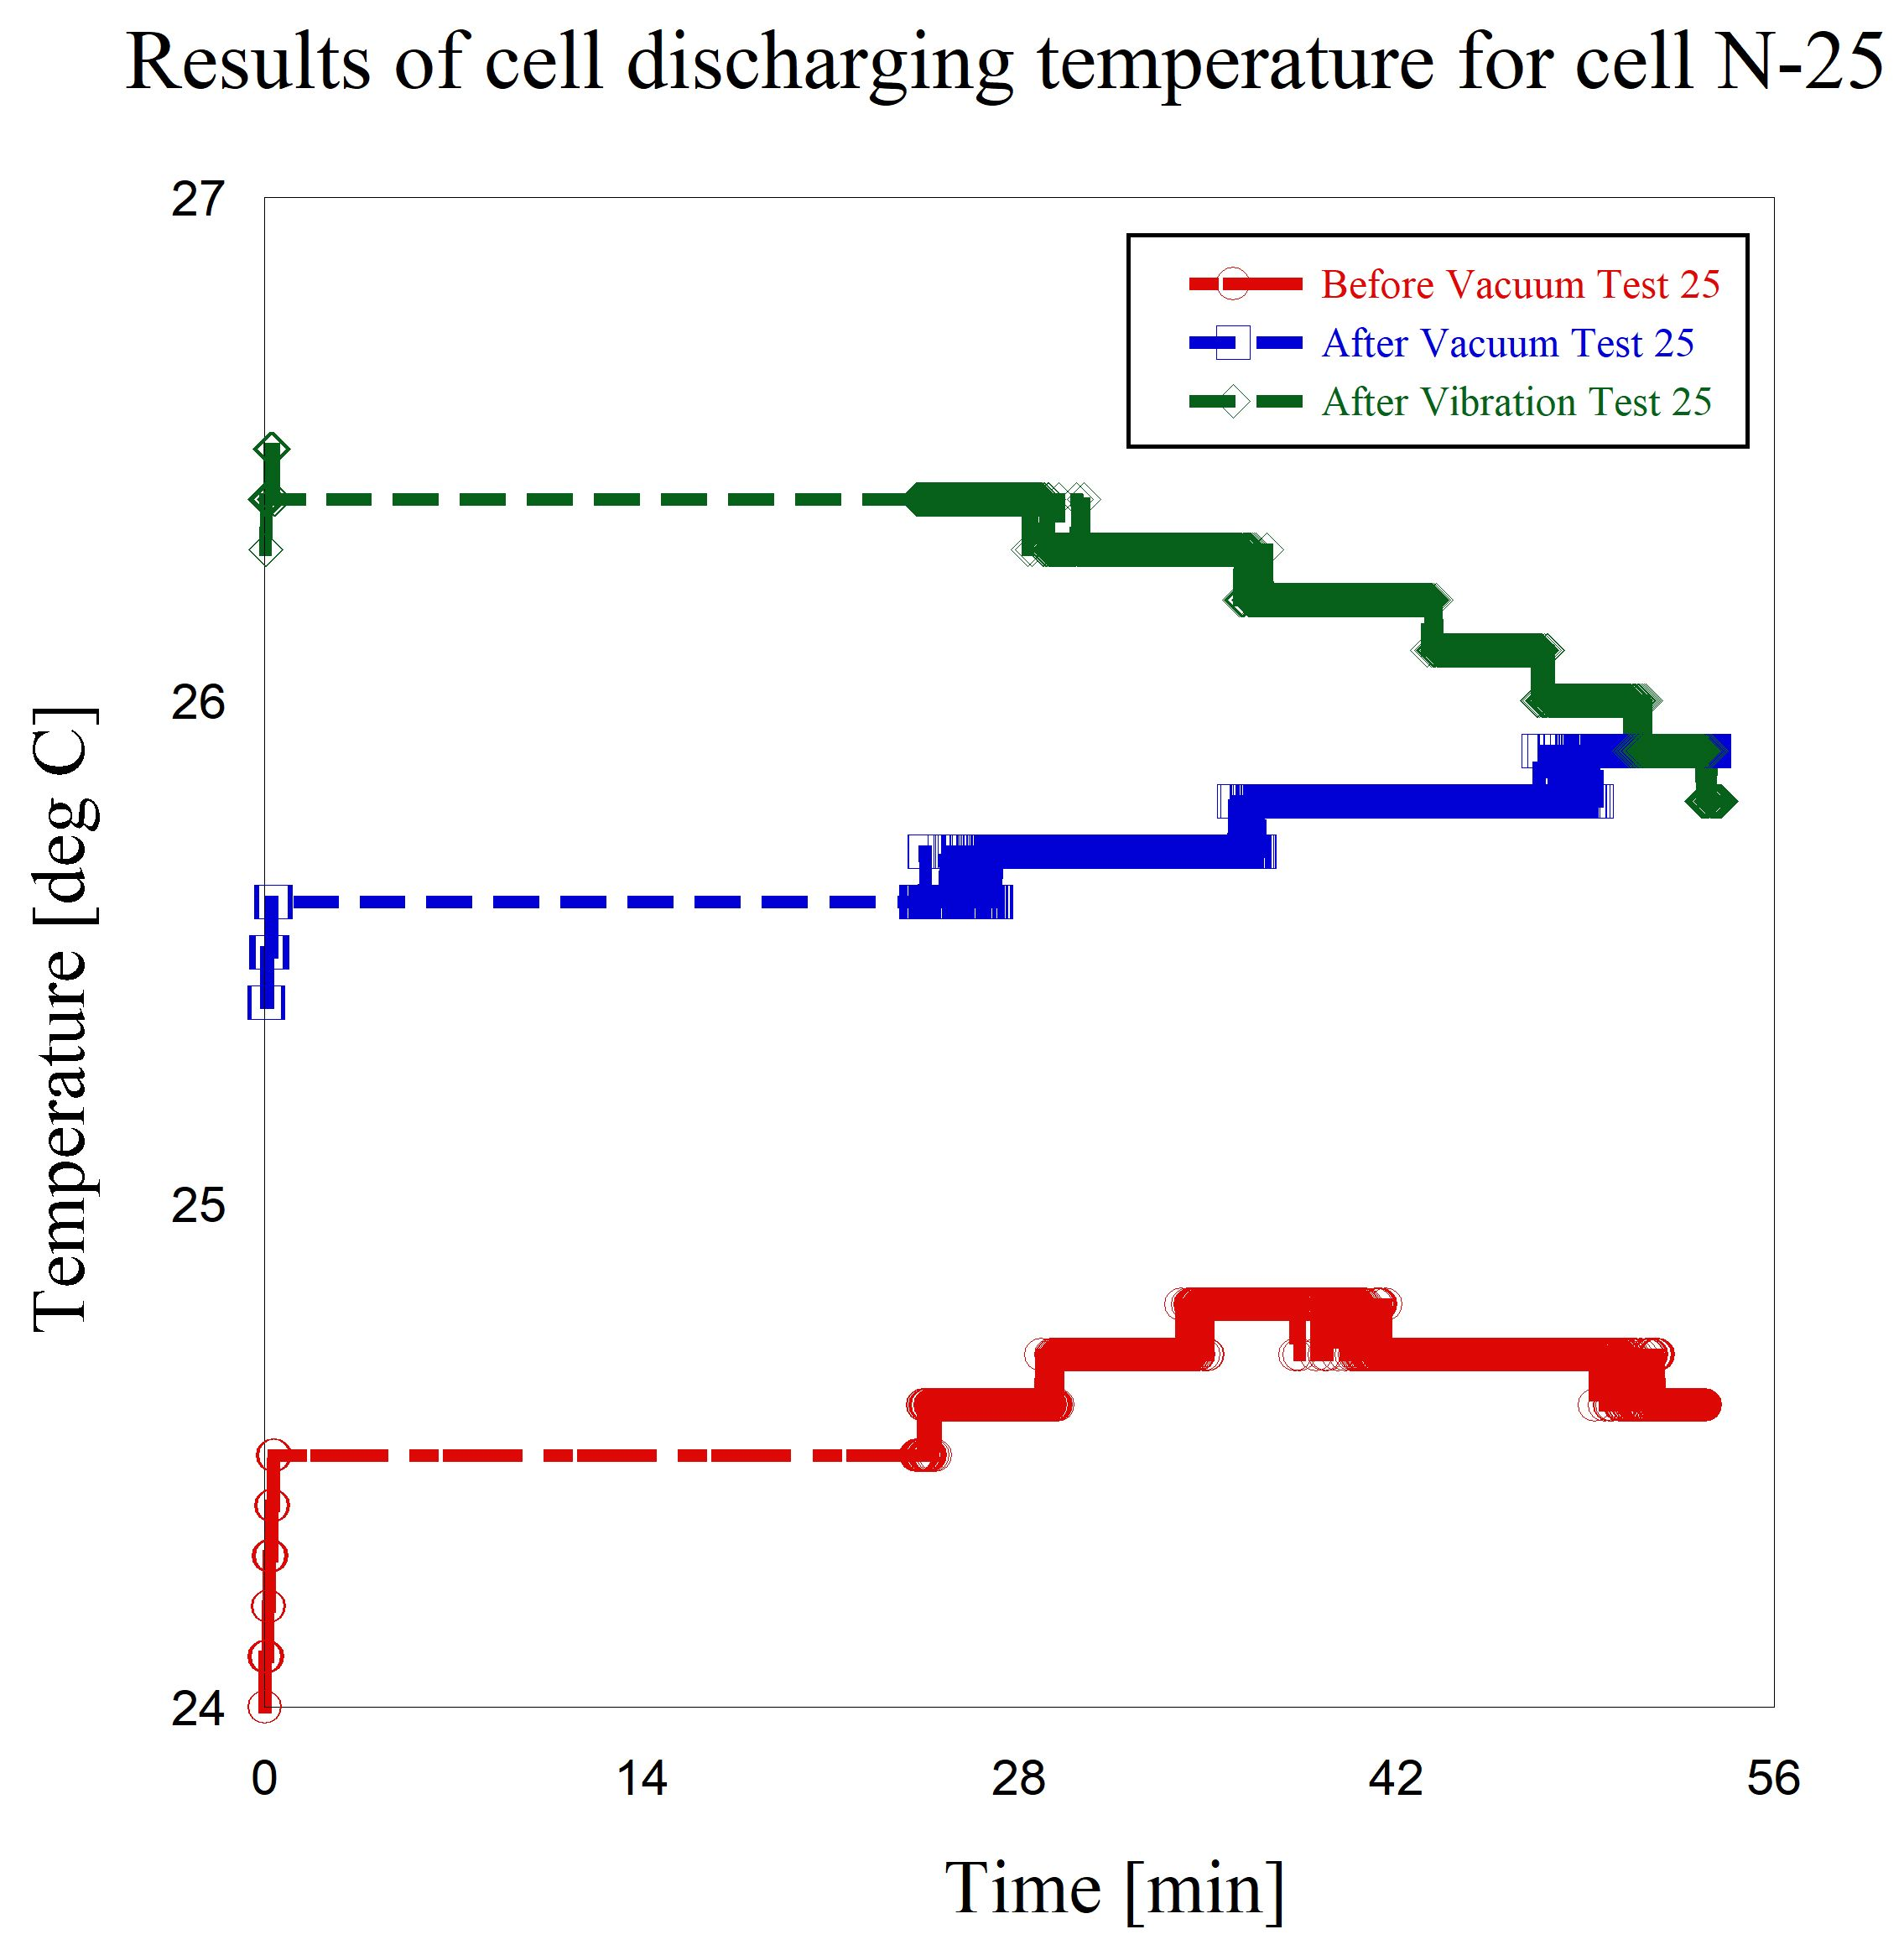 Results of cell discharging temperature for cell N-25
27
Before Vacuum Test 25
After Vacuum Test 25
After Vibration Test 25
26
25
24
Temperature [deg C]
0 14 28 42 56
Time [min]